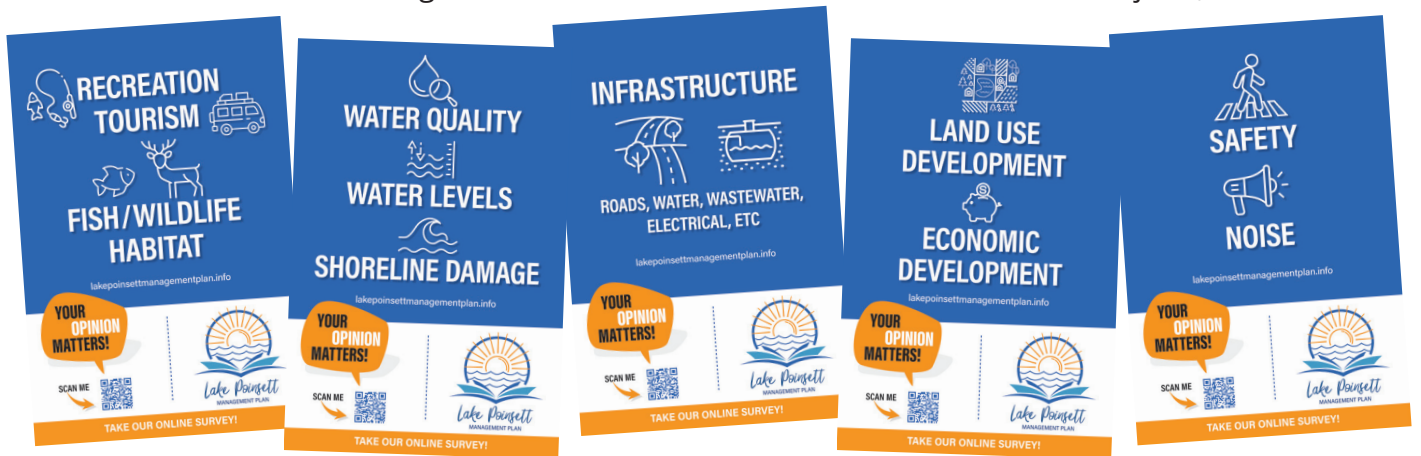 RECREATION
TOURISM
FISH/WILDLIFE
HABITAT
lakepoinsettmanagementplan.info
YOUR
OPINION
MATTERS!
SCAN ME
Lake Poinsett
MANAGEMENT PLAN
TAKE OUR ONLINE SURVEY!
WATER QUALITY
WATER LEVELS
SHORELINE DAMAGE
lakepoinsettmanagementplan.info
YOUR
OPINION
MATTERS!
SCAN ME
Lake Poinsett
MANAGEMENT PLAN
TAKE OUR ONLINE SURVEY!
INFRASTRUCTURE
ROADS, WATER, WASTEWATER,
ELECTRICAL, ETC
lakepoinsettmanagementplan.info
YOUR
OPINION
MATTERS!
SCAN ME
Lake Poinsett
MANAGEMENT PLAN
TAKE OUR ONLINE SURVEY!
LAND USE
DEVELOPMENT
S
ECONOMIC
DEVELOPMENT
lakepoinsettmanagementplan.info
YOUR
OPINION
MATTERS!
SCAN ME
Lake Poinsett
MANAGEMENT PLAN
TAKE OUR ONLINE SURVEY!
SAFETY
NOISE
lakepoinsettmanagementplan.info
YOUR
OPINION
MATTERS!
SCAN ME
Lake Poinsett
MANAGEMENT PLAN
TAKE OUR ONLINE SURVEY!